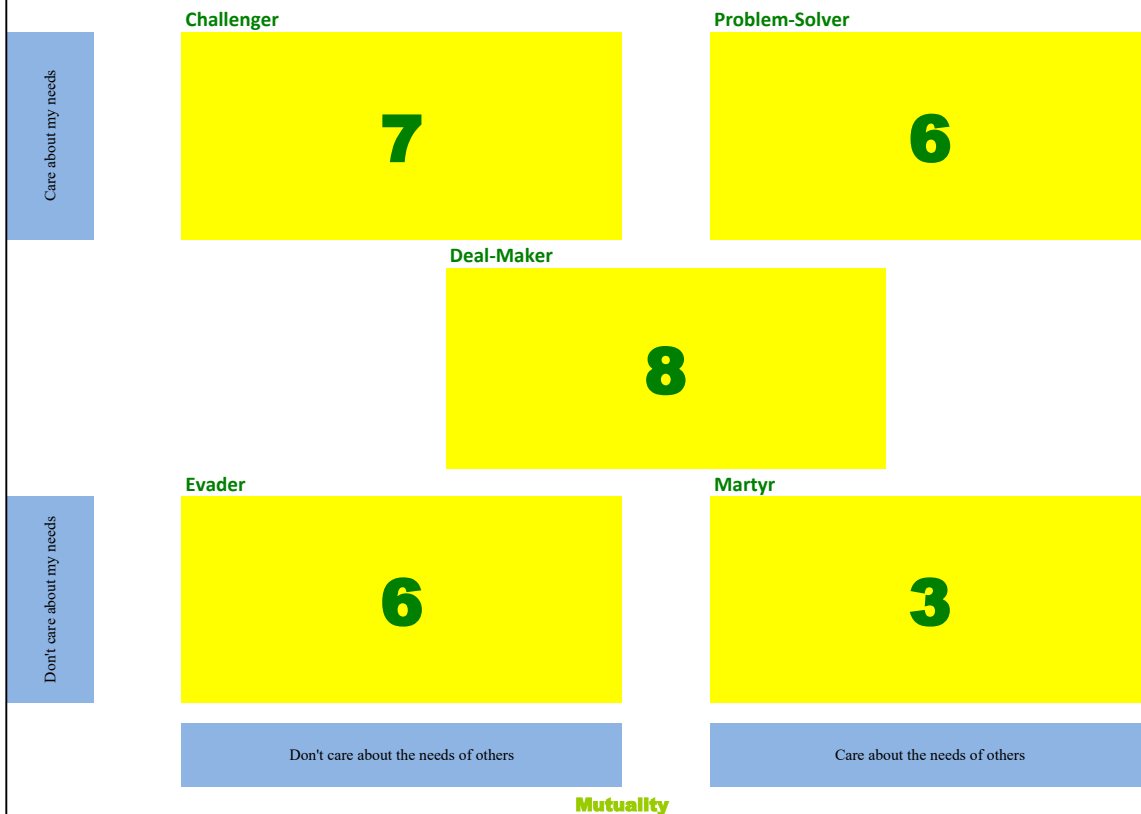 Challenger
Problem-Solver
Care about my needs
7
6
Deal-Maker
8
Evader
Martyr
Don't care about my needs
6
3
Don't care about the needs of others
Care about the needs of others
Mutuality